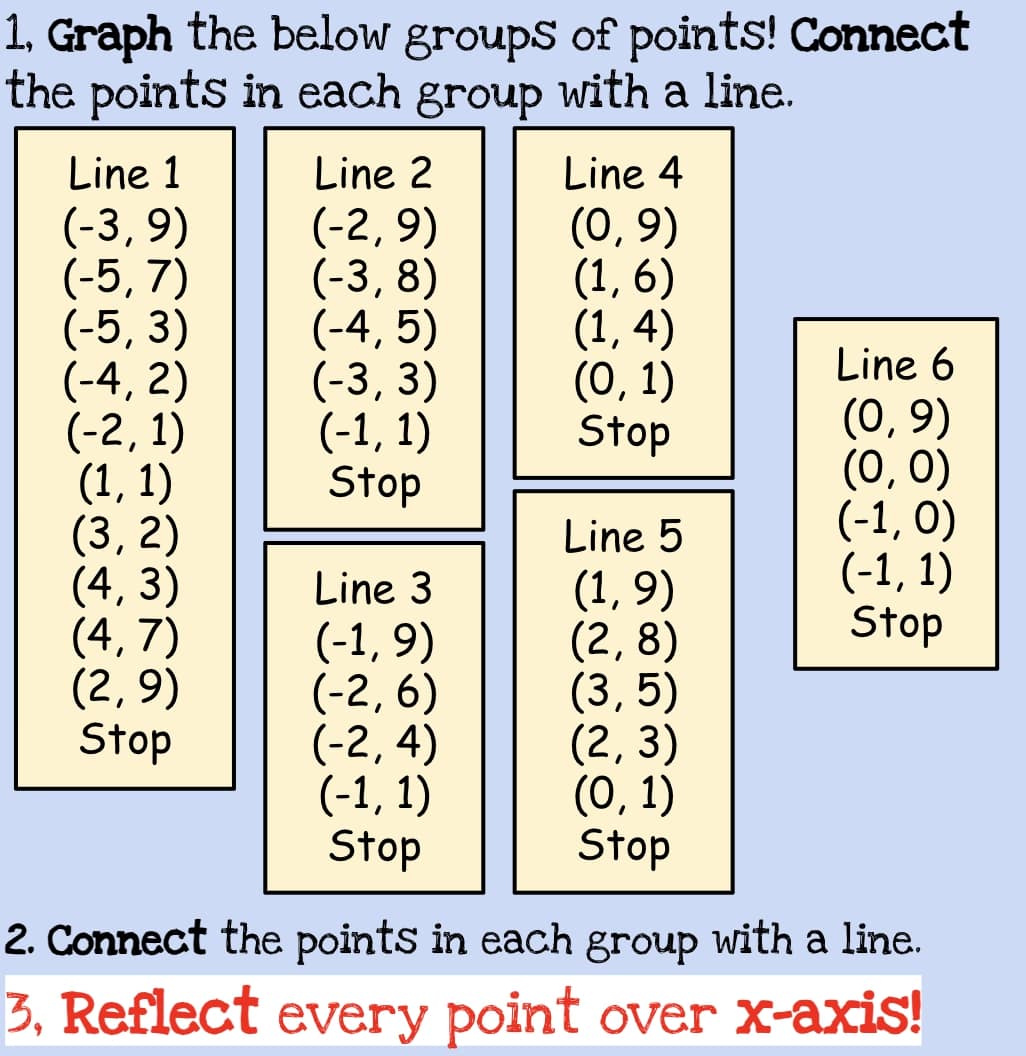 1, Graph the below groups of points! Connect
the points in each group with a line.
Line 1
(-3, 9)
(-5, 7)
(-5, 3)
(-4, 2)
(-2, 1)
(1, 1)
(3, 2)
(4, 3)
(4, 7)
(2, 9)
Stop
Line 2
(-2, 9)
(-3, 8)
(-4, 5)
(-3, 3)
(-1, 1)
Stop
Line 3
(-1, 9)
(-2, 6)
(-2, 4)
(-1, 1)
Stop
Line 4
(0, 9)
(1, 6)
(1, 4)
(0, 1)
Stop
Line 5
(1, 9)
(2, 8)
(3, 5)
(2, 3)
(0, 1)
Stop
Line 6
(0, 9)
(0, 0)
(-1, 0)
(-1, 1)
Stop
2. Connect the points in each group with a line.
3, Reflect every point over x-axis!